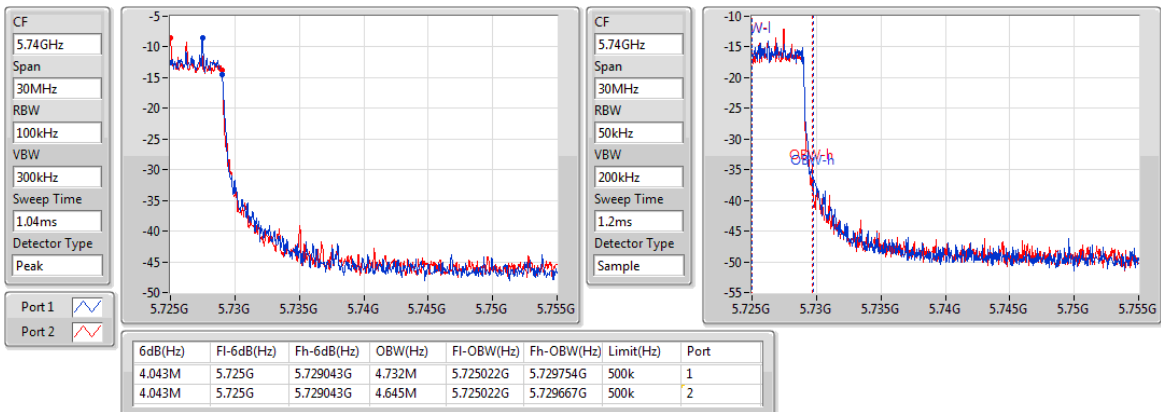 CF
5.74GHz
Span
30MHz
RBW
100kHz
VBW
300kHz
Sweep Time
1.04ms
Detector Type
Peak
Port 1
Port 2
-5
-10
-15
-20
-25
-30
-35
-40
-45
-50
5.725G 5.73G 5.735G 5.74G 5.745G 5.75G 5.755G
CF
5.74GHz
Span
30MHz
RBW
50kHz
VBW
200kHz
Sweep Time
1.2ms
Detector Type
Sample
-10
-15
-20
-25
-30
-35
-40
-45
-50
-55
W-l
OBW-h
OBW-h
5.725G 5.73G 5.735G 5.74G 5.745G 5.75G 5.755G
6dB(Hz) Fl-6dB(Hz) Fh-6dB(Hz) OBW(Hz) Fl-OBW(Hz) Fh-OBW(Hz) Limit(Hz) Port
4.043M 5.725G 5.729043G 4.732M 5.725022G 5.729754G 500k 1
4.043M 5.725G 5.729043G 4.645M 5.725022G 5.729667G 500k 2